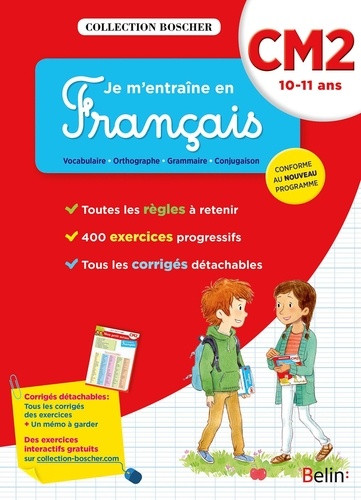 COLLECTION BOSCHER
CM2
10-11 ans
Je m'entraîne en
Français
Vocabulaire • Orthographe • Grammaire • Conjugaison
CONFORME
AU NOUVEAU
PROGRAMME
Toutes les règles à retenir
400 exercices progressifs
Tous les corrigés détachables
CM2
Corrigés détachables :
Tous les corrigés
des exercices
+ Un mémo à garder
Des exercices
interactifs gratuits
sur collection-boscher.com
Belin: